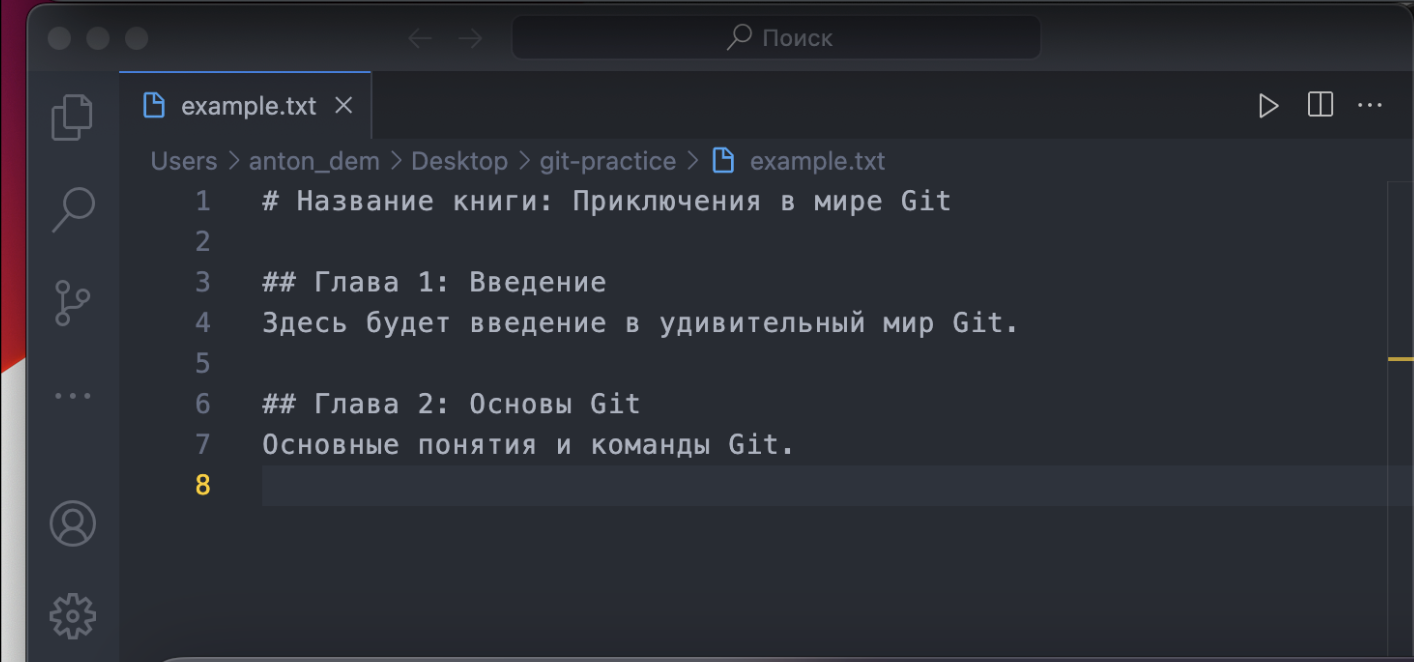 Поиск
example.txt
Users > anton_dem > Desktop > git-practice > example.txt
1 # Название книги: Приключения в мире Git
2
3 ## Глава 1: Введение
4 Здесь будет введение в удивительный мир Git.
5
6 ## Глава 2: Основы Git
7 Основные понятия и команды Git.
8